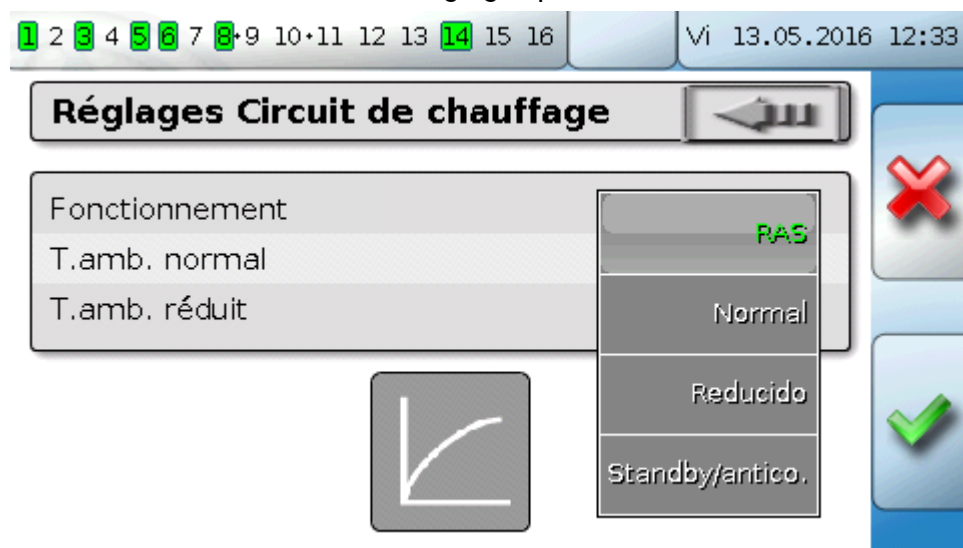 1 2 3 4 5 6 7 8•9 10•11 12 13 14 15 16 Vi 13.05.2016 12:33
Réglages Circuit de chauffage
Fonctionnement
T.amb. normal
T.amb. réduit
RAS
Normal
Reducido
Standby/antico.